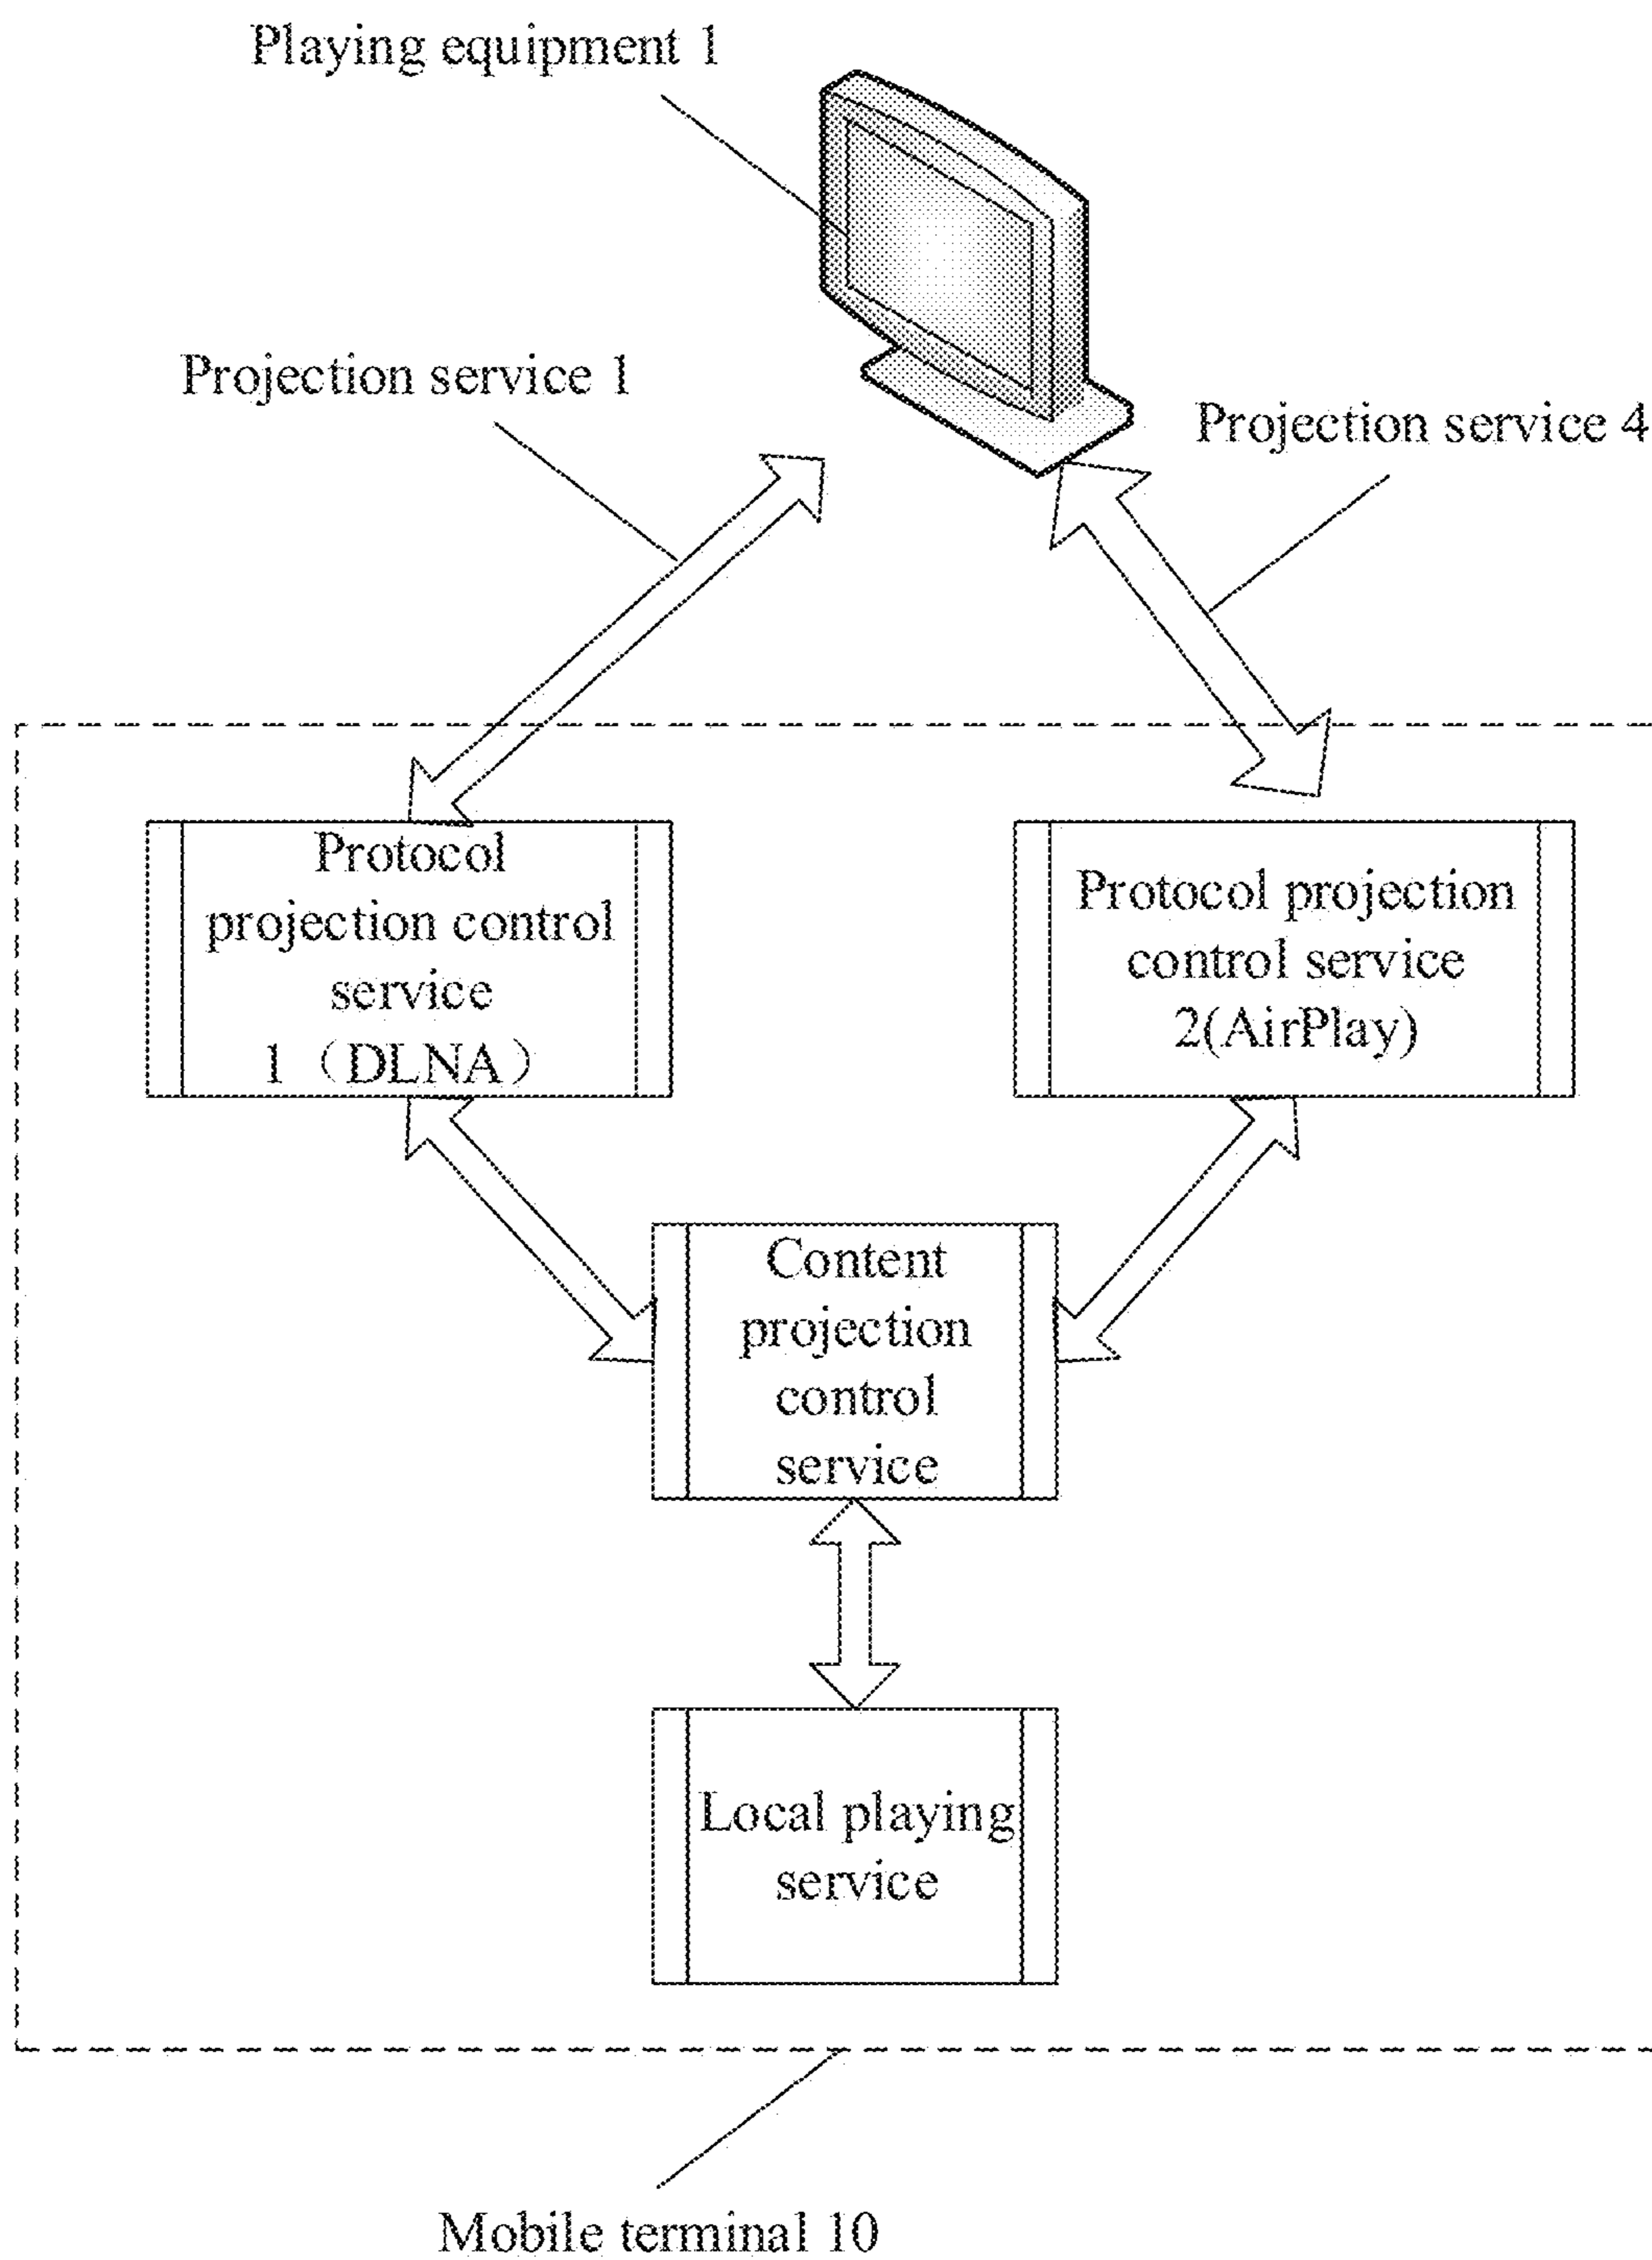 Playing equipment 1
Projection service 1
Projection service 4
Protocol
projection control
service
1（DLNA）
Protocol projection
control service
2(AirPlay)
Content
projection
control
service
Local playing
service
Mobile terminal 10